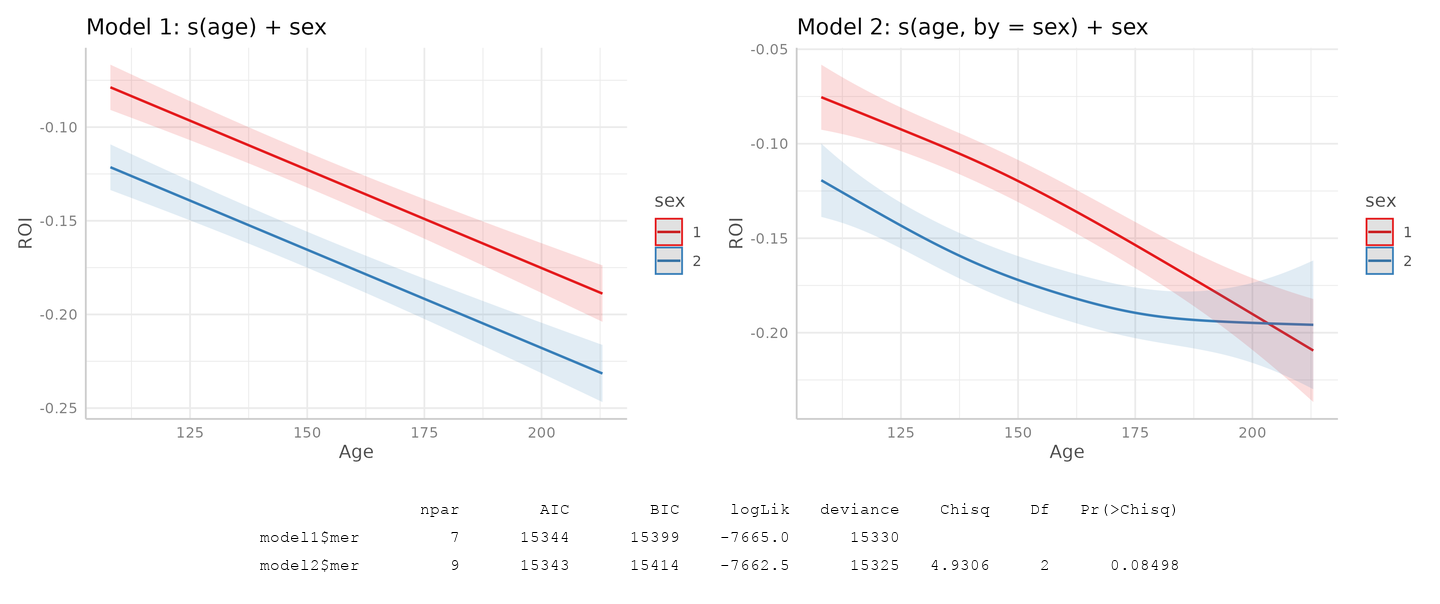 Model 1: s(age) + sex
-0.10
-0.15
-0.20
-0.25
ROI
125 150 175 200
Age
sex
1
2
Model 2: s(age, by = sex) + sex
-0.05
-0.10
-0.15
-0.20
ROI
125 150 175 200
Age
sex
1
2
npar AIC BIC logLik deviance Chisq Df Pr(>Chisq)
model1$mer 7 15344 15399 -7665.0 15330
model2$mer 9 15343 15414 -7662.5 15325 4.9306 2 0.08498